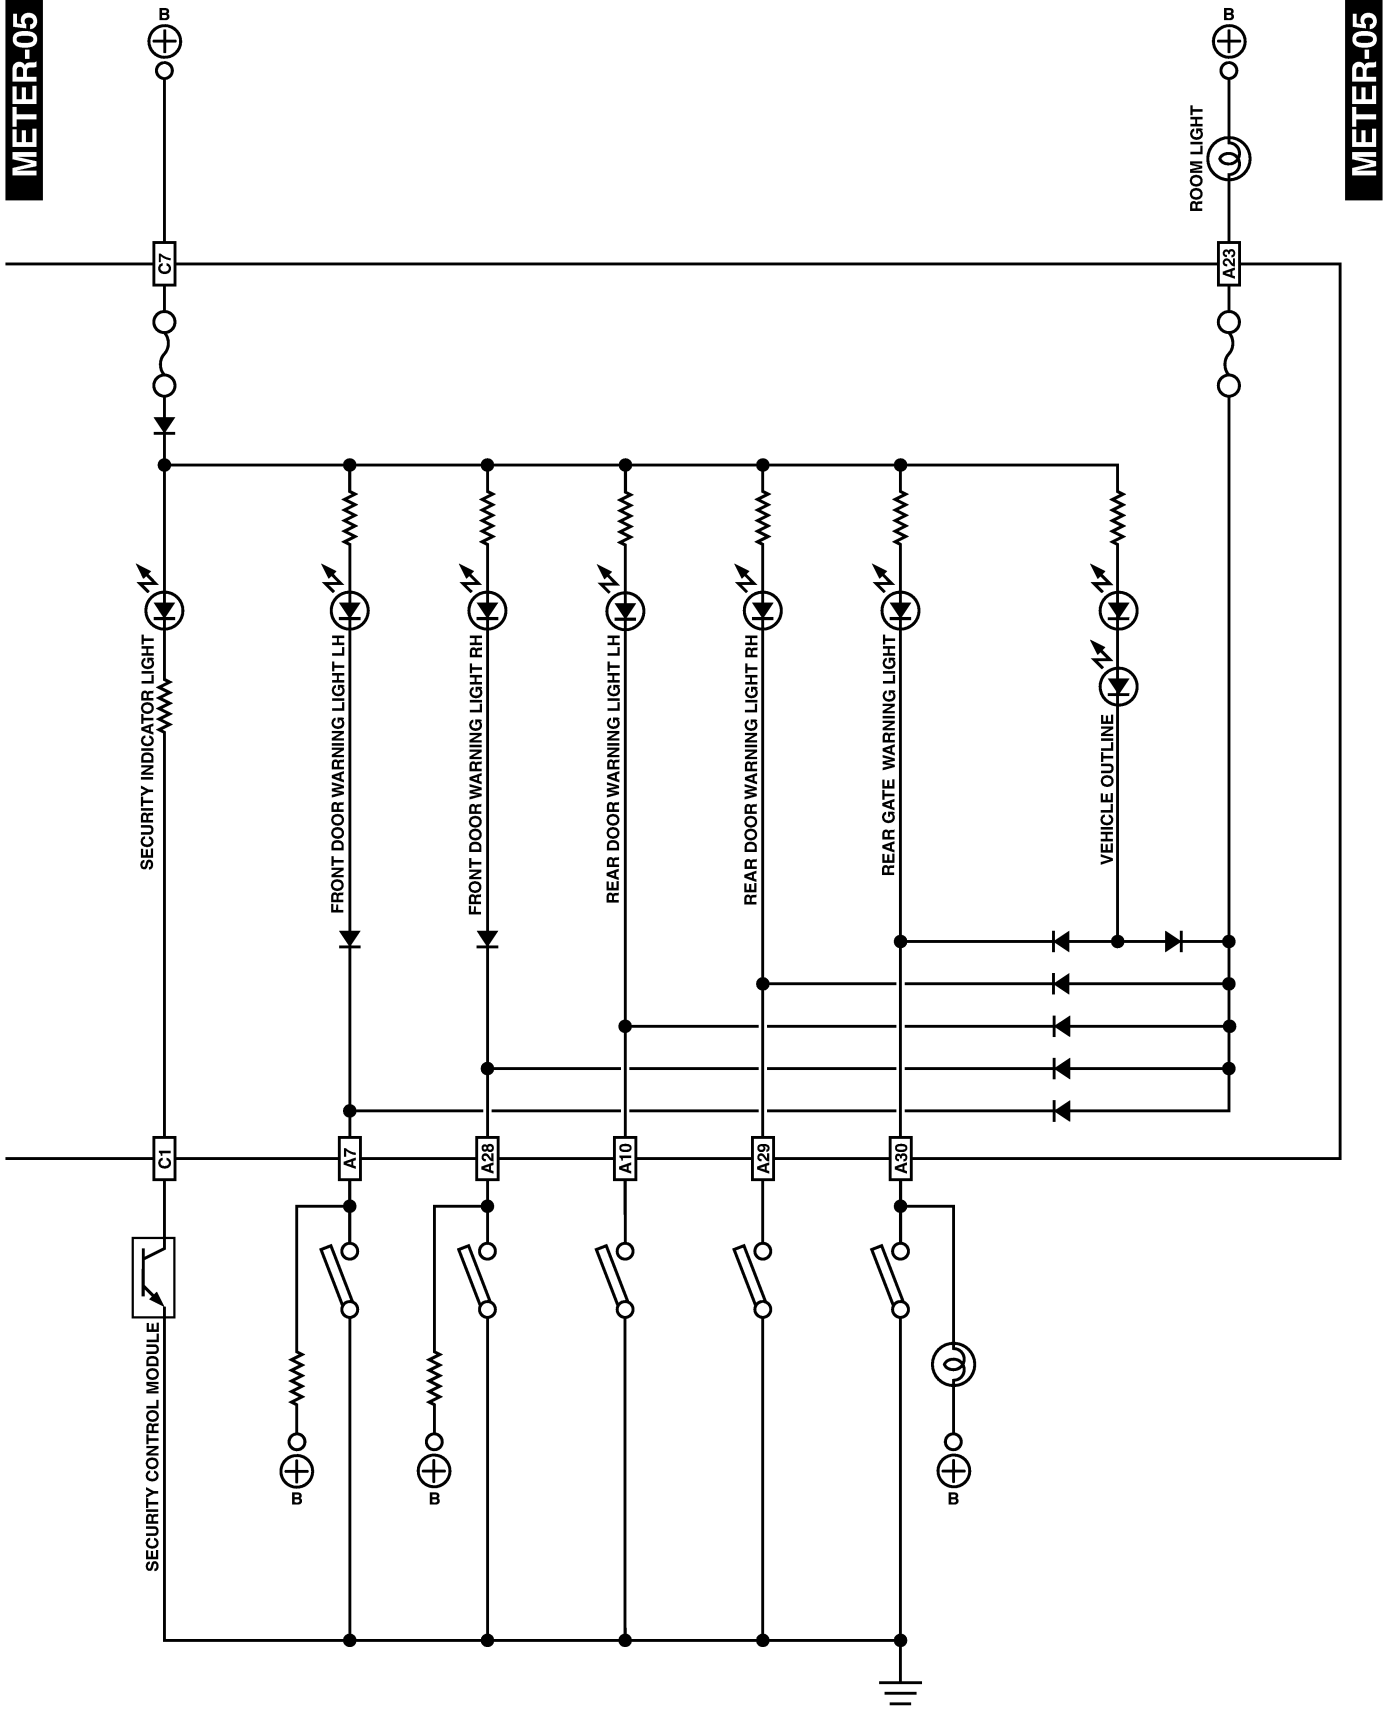 METER-05
METER-05
B
B
ROOM LIGHT
C7
A23
SECURITY INDICATOR LIGHT
FRONT DOOR WARNING LIGHT LH
FRONT DOOR WARNING LIGHT RH
REAR DOOR WARNING LIGHT LH
REAR DOOR WARNING LIGHT RH
REAR GATE WARNING LIGHT
VEHICLE OUTLINE
C1
A7
A28
A10
A29
A30
SECURITY CONTROL MODULE
B
B
B